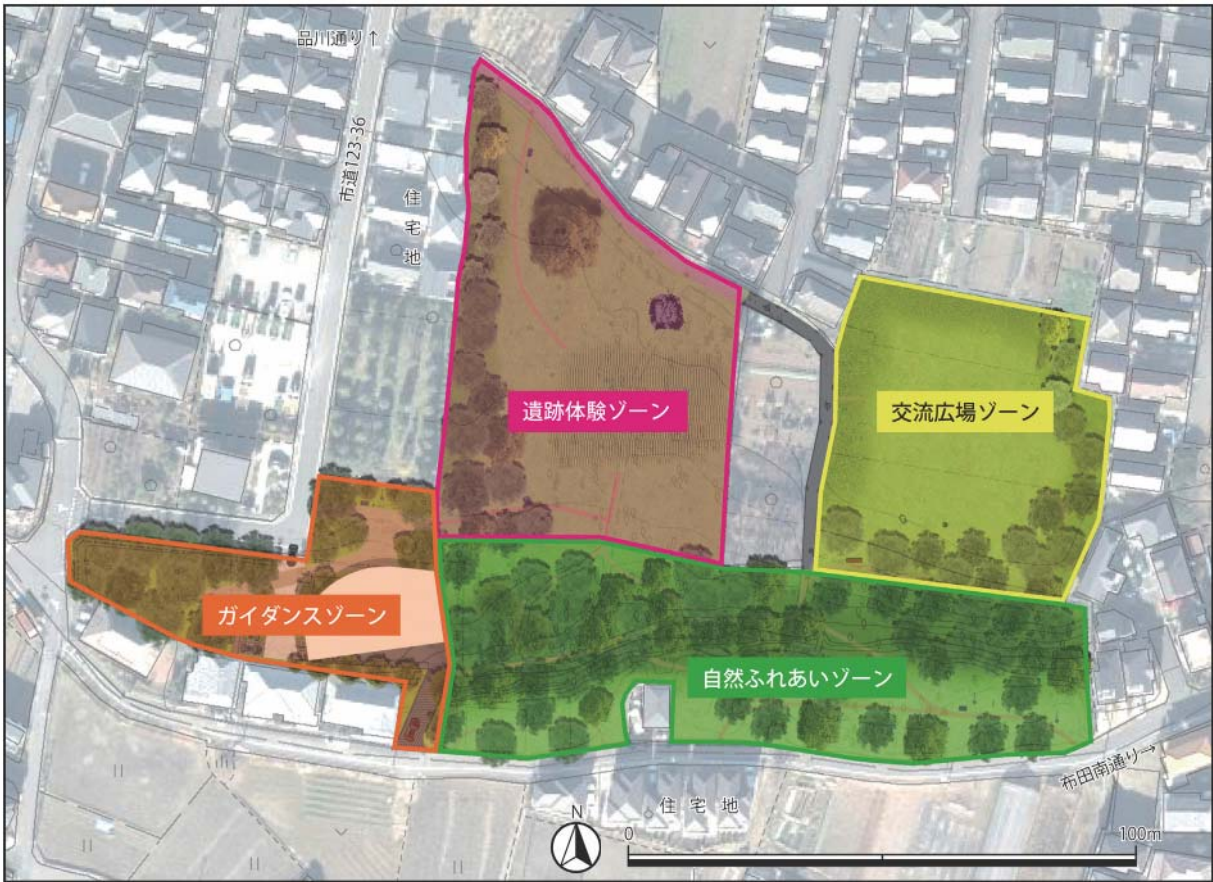 品川通り↑
市道123-36
住宅地
遺跡体験ゾーン
交流広場ゾーン
ガイダンスゾーン
自然ふれあいゾーン
布田南通り→
住宅地
N
0
100m